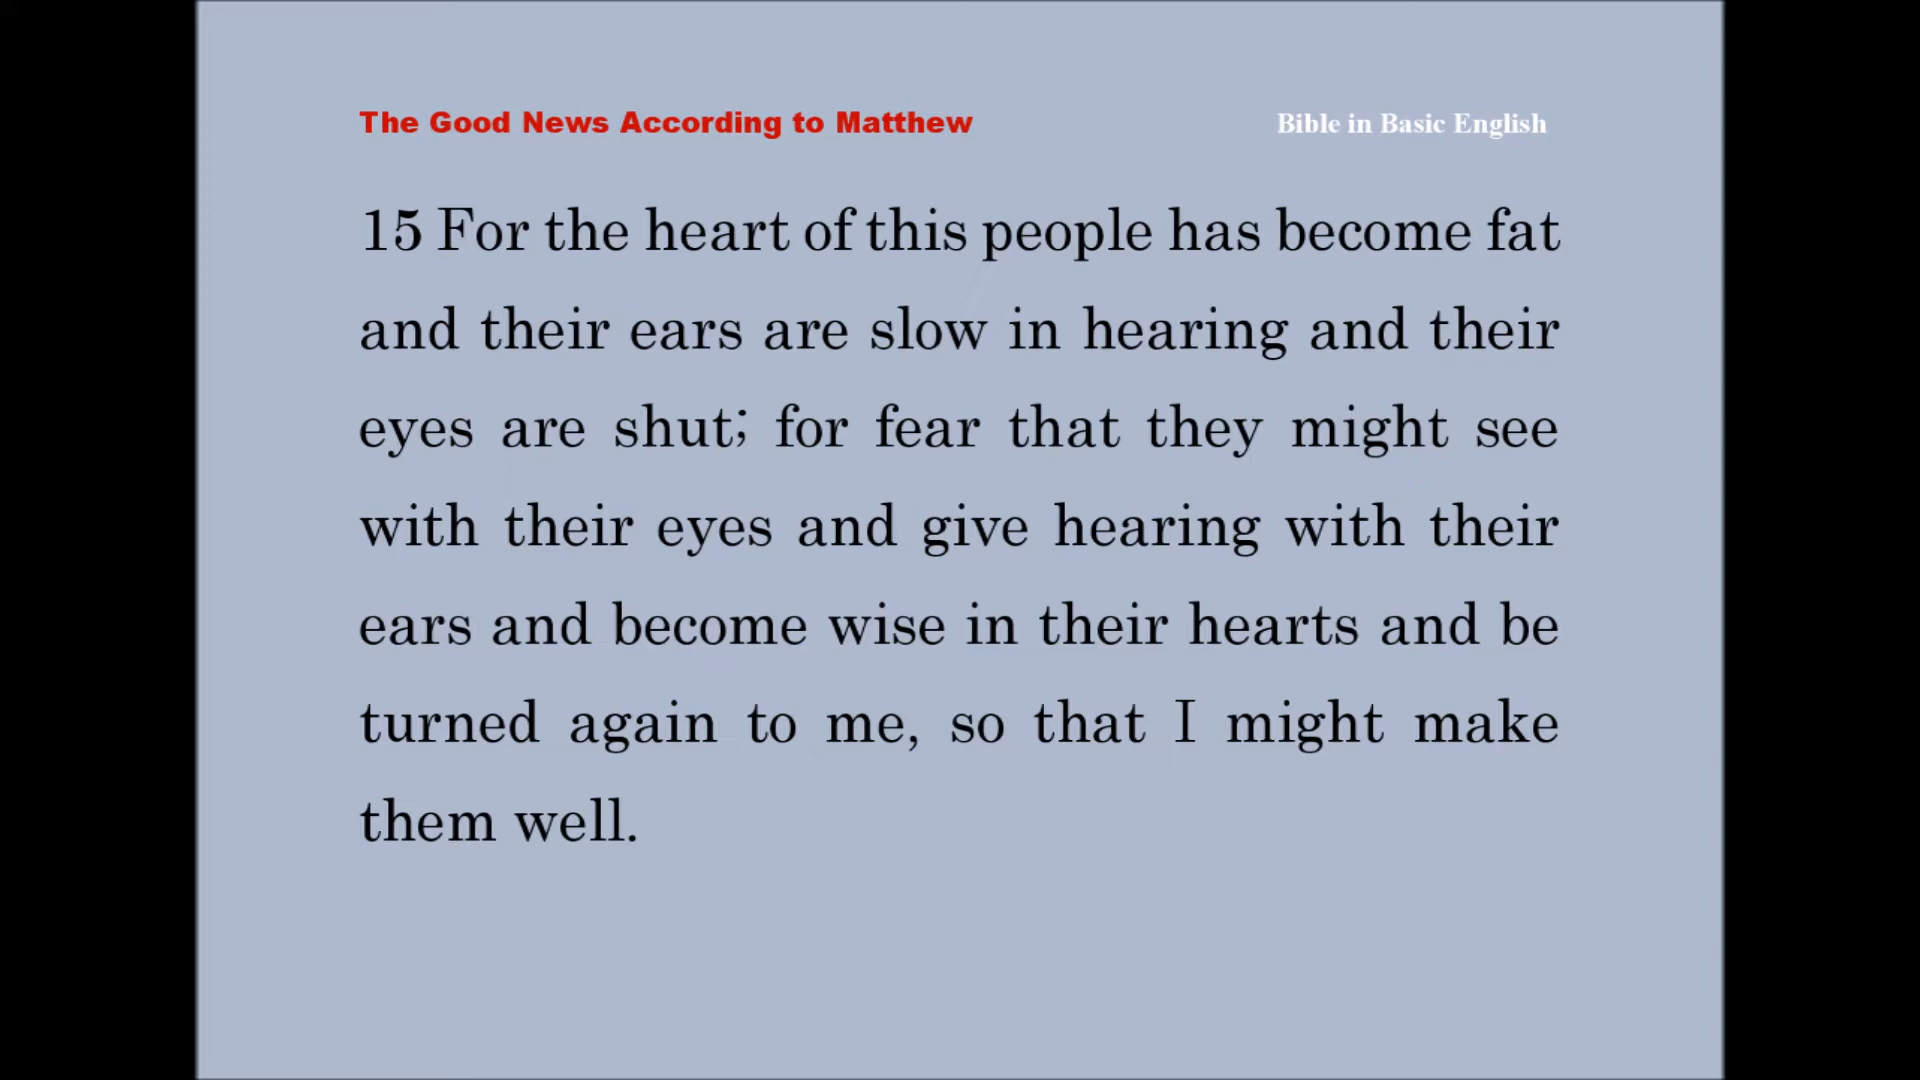 The Good News According to Matthew Bible in Basic English
15 For the heart of this people has become fat
and their ears are slow in hearing and their
eyes are shut; for fear that they might see
with their eyes and give hearing with their
ears and become wise in their hearts and be
turned again to me, so that I might make
them well.